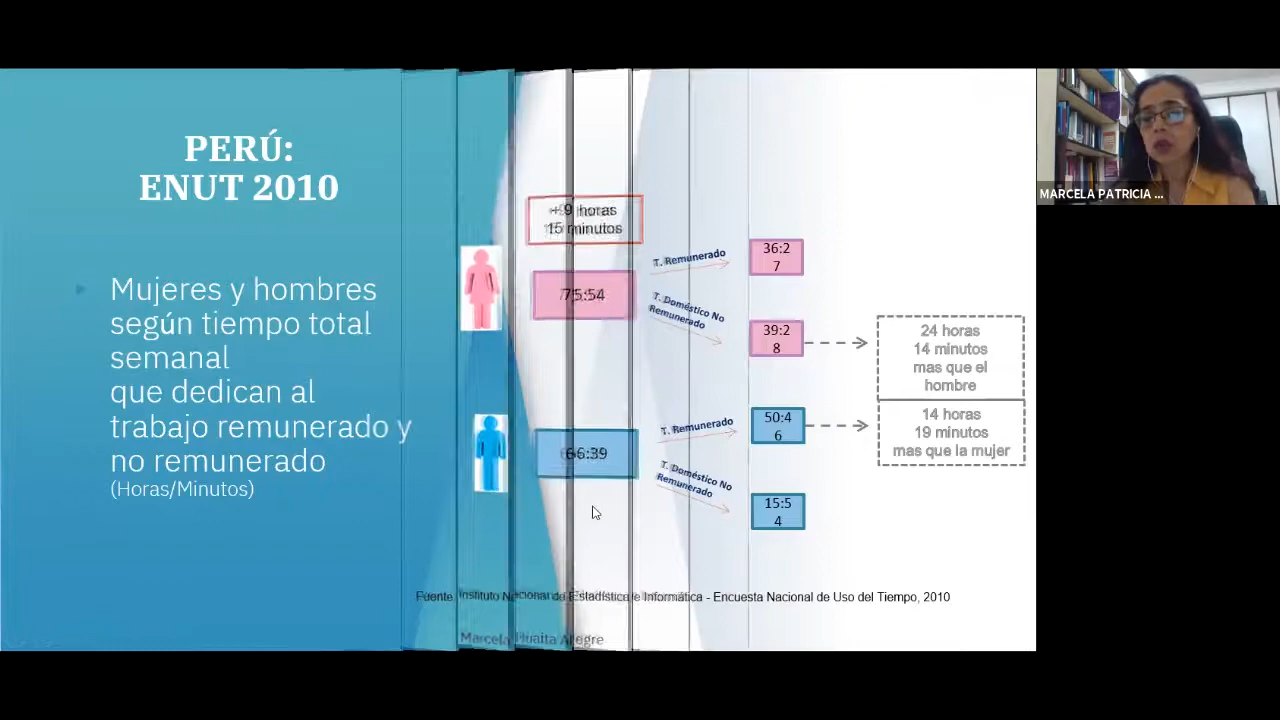 PERÚ:
ENUT 2010
Mujeres y hombres
según tiempo total
semanal
que dedican al
trabajo remunerado y
no remunerado
(Horas/Minutos)
+9 horas
15 minutos
75:54
T. Remunerado
36:2
7
T. Doméstico No
Remunerado
39:2
8
24 horas
14 minutos
mas que el
hombre
66:39
T. Remunerado
50:4
6
14 horas
19 minutos
mas que la mujer
T. Doméstico No
Remunerado
15:5
4
Fuente Instituto Nacional de Estadística e Informática - Encuesta Nacional de Uso del Tiempo, 2010
Marcela Huaita Alegre
MARCELA PATRICIA ...